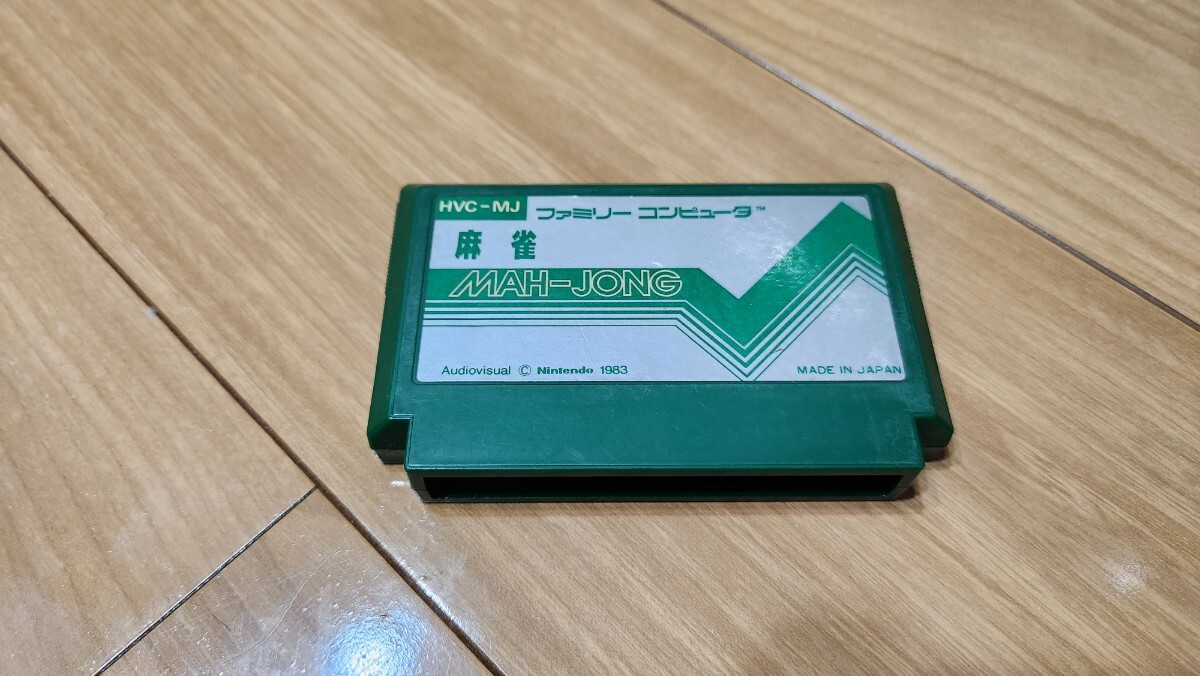 HVC-MJ ファミリー コンピュータ™
麻雀
MAH-JONG
Audiovisual © Nintendo 1983
MADE IN JAPAN